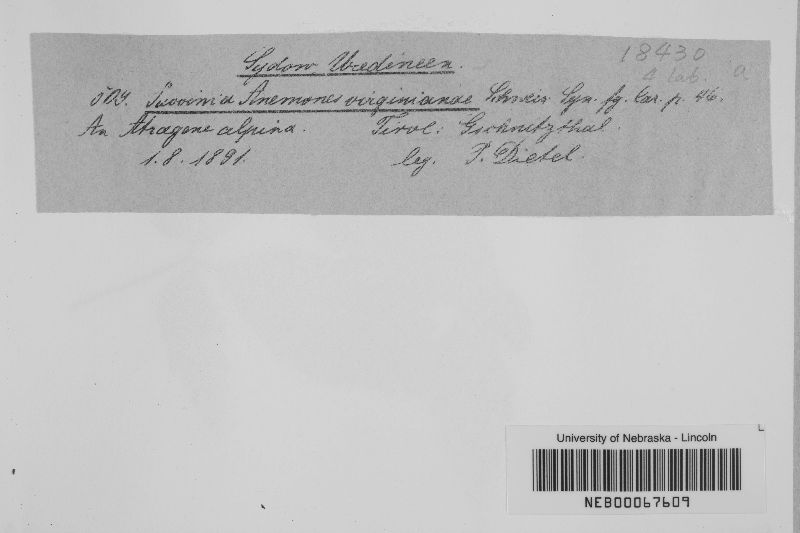 Sydow Uredineen
18430
4 lab a
Puccinia Anemones virginianae Schwein Syn. fg. Car. p. 46.
An Atragene alpina. Tirol: Gschnitzthal.
1. 8. 1891. leg. P. Dietel.
L
University of Nebraska - Lincoln
NEB00067609